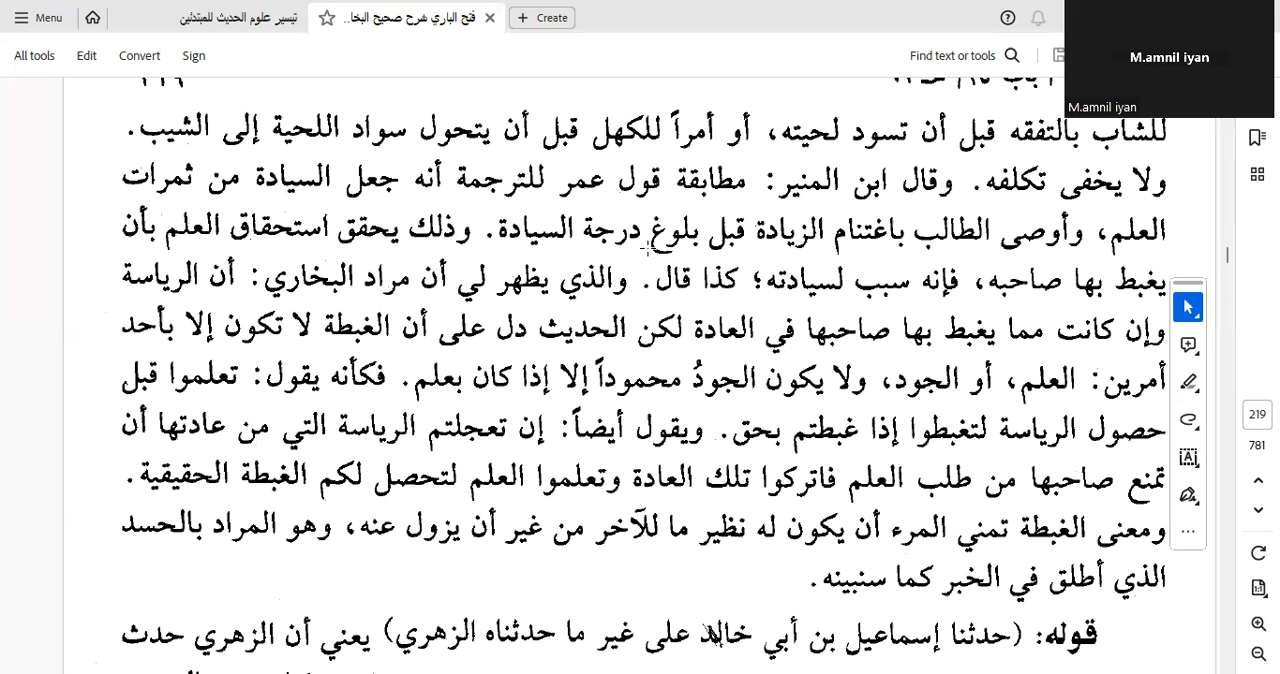 Menu
تيسير علوم الحديث للمبتدئين
فتح الباري شرح صحيح البخا..
Create
M.amnil iyan
M.amnil iyan
All tools Edit Convert Sign
Find text or tools
٢١٩
للشاب بالتفقه قبل أن تسود لحيته، أو أمراً للكهل قبل أن يتحول سواد اللحية إلى الشيب.
ولا يخفى تكلفه. وقال ابن المنير: مطابقة قول عمر للترجمة أنه جعل السيادة من ثمرات
العلم، وأوصى الطالب باغتنام الزيادة قبل بلوغ درجة السيادة. وذلك يحقق استحقاق العلم بأن
يغبط بها صاحبه، فإنه سبب لسيادته؛ كذا قال. والذي يظهر لي أن مراد البخاري: أن الرياسة
وإن كانت مما يغبط بها صاحبها في العادة لكن الحديث دل على أن الغبطة لا تكون إلا بأحد
أمرين: العلم، أو الجود، ولا يكون الجودُ محموداً إلا إذا كان بعلم. فكأنه يقول: تعلموا قبل
حصول الرياسة لتغبطوا إذا غبطتم بحق. ويقول أيضاً: إن تعجلتم الرياسة التي من عادتها أن
تمنع صاحبها من طلب العلم فاتركوا تلك العادة وتعلموا العلم لتحصل لكم الغبطة الحقيقية.
ومعنى الغبطة تمني المرء أن يكون له نظير ما للآخر من غير أن يزول عنه، وهو المراد بالحسد
الذي أطلق في الخبر كما سنبينه.
قوله: (حدثنا إسماعيل بن أبي خالد على غير ما حدثناه الزهري) يعني أن الزهري حدث
219
781